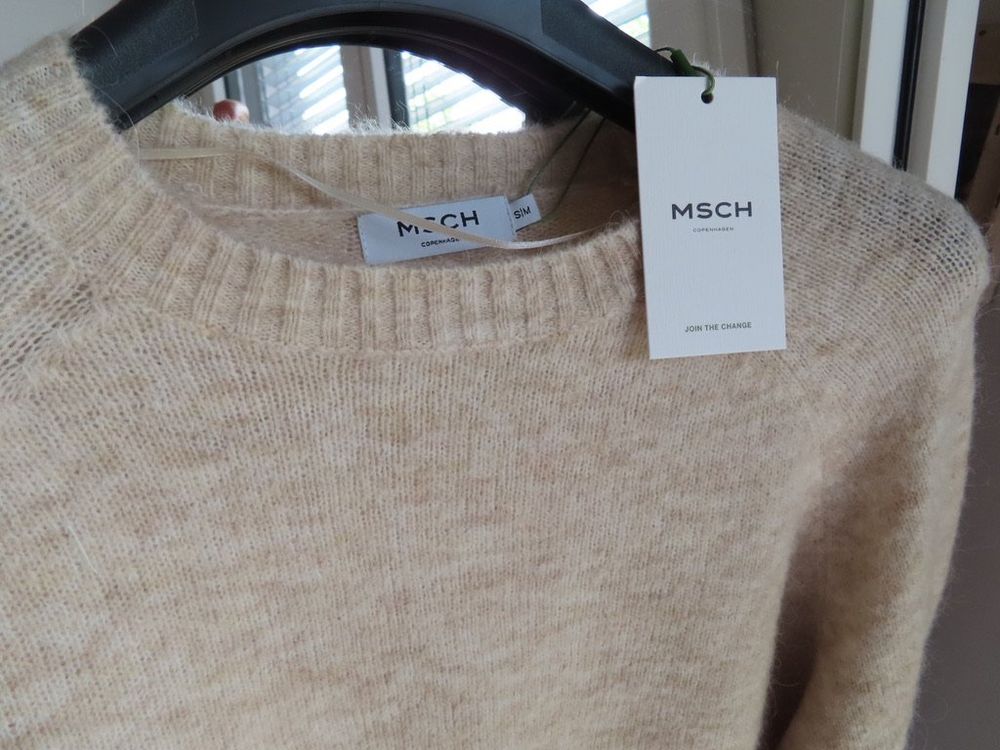 MSCH
COPENHAGEN
S|M
MSCH
COPENHAGEN
JOIN THE CHANGE